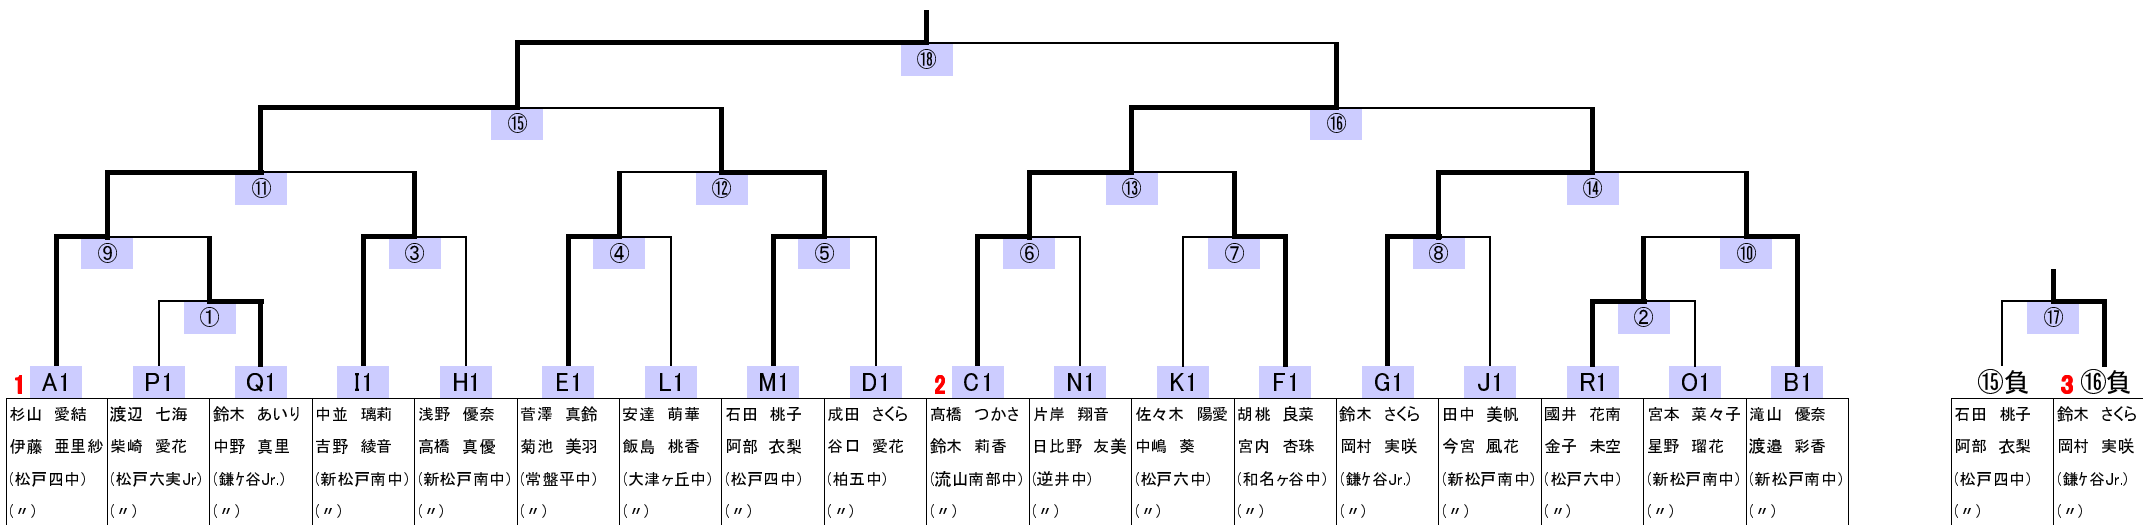 ⑱
⑮ ⑯
⑪ ⑫ ⑬ ⑭
⑨ ③ ④ ⑤ ⑥ ⑦ ⑧ ⑩
① ② ⑰
1 A1 P1 Q1 I1 H1 E1 L1 M1 D1 2 C1 N1 K1 F1 G1 J1 R1 O1 B1 ⑮負 3 ⑯負
杉山 愛結 渡辺 七海 鈴木 あいり 中並 璃莉 浅野 優奈 菅澤 真鈴 安達 萌華 石田 桃子 成田 さくら 髙橋 つかさ 片岸 翔音 佐々木 陽愛 胡桃 良菜 鈴木 さくら 田中 美帆 國井 花南 宮本 菜々子 滝山 優奈 石田 桃子 鈴木 さくら
伊藤 亜里紗 柴崎 愛花 中野 真里 吉野 綾音 高橋 真優 菊池 美羽 飯島 桃香 阿部 衣梨 谷口 愛花 鈴木 莉香 日比野 友美 中嶋 葵 宮内 杏珠 岡村 実咲 今宮 風花 金子 未空 星野 瑠花 渡邉 彩香 阿部 衣梨 岡村 実咲
(松戸四中) (松戸六実Jr) (鎌ケ谷Jr.) (新松戸南中) (新松戸南中) (常盤平中) (大津ヶ丘中) (松戸四中) (柏五中) (流山南部中) (逆井中) (松戸六中) (和名ヶ谷中) (鎌ケ谷Jr.) (新松戸南中) (松戸六中) (新松戸南中) (新松戸南中) (松戸四中) (鎌ケ谷Jr.)
(〃) (〃) (〃) (〃) (〃) (〃) (〃) (〃) (〃) (〃) (〃) (〃) (〃) (〃) (〃) (〃) (〃) (〃) (〃) (〃)